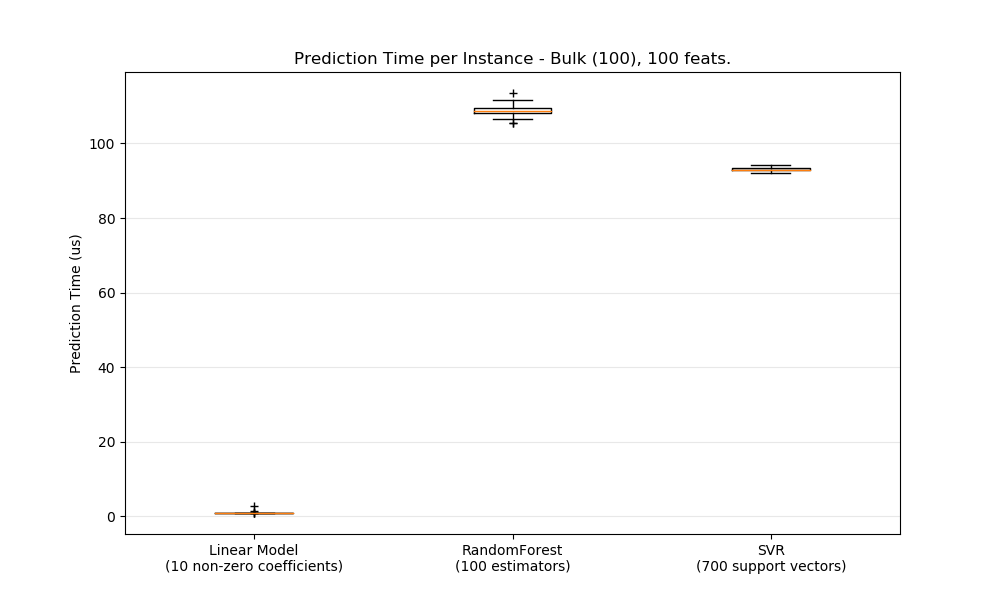 Prediction Time per Instance - Bulk (100), 100 feats.
Prediction Time (us)
100
80
60
40
20
0
Linear Model
(10 non-zero coefficients)
RandomForest
(100 estimators)
SVR
(700 support vectors)